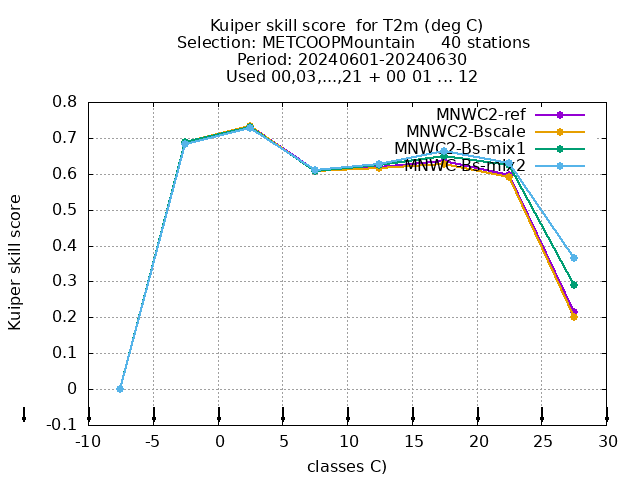 Kuiper skill score  for T2m (deg C)
Selection: METCOOPMountain     40 stations
Period: 20240601-20240630
Used 00,03,...,21 + 00 01 ... 12
MNWC2-ref
MNWC2-Bscale
MNWC2-Bs-mix1
MNWC-Bs-mix2
Kuiper skill score
0.8
0.7
0.6
0.5
0.4
0.3
0.2
0.1
0
-0.1
-10 -5 0 5 10 15 20 25 30
classes C)